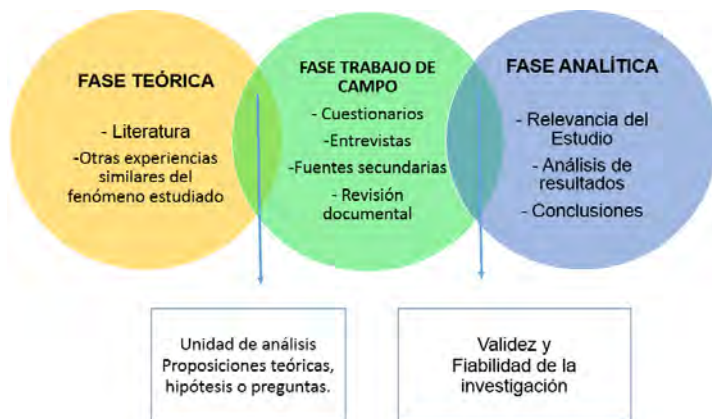 FASE TEÓRICA
- Literatura
-Otras experiencias
similares del
fenómeno estudiado
FASE TRABAJO DE
CAMPO
- Cuestionarios
-Entrevistas
-Fuentes secundarias
- Revisión
documental
FASE ANALÍTICA
- Relevancia del
Estudio
- Análisis de
resultados
- Conclusiones
Unidad de análisis
Proposiciones teóricas,
hipótesis o preguntas.
Validez y
Fiabilidad de la
investigación